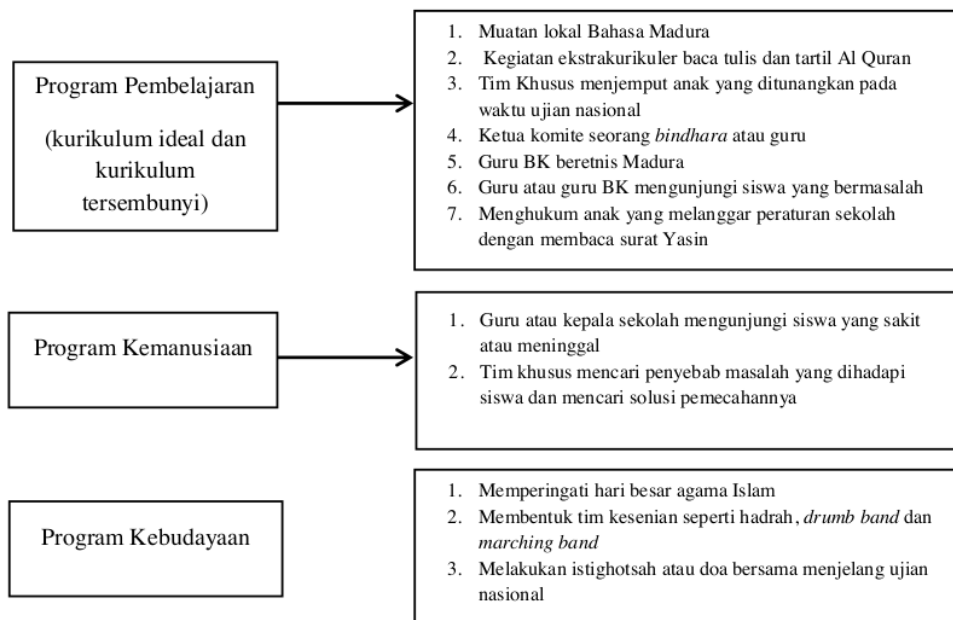 Program Pembelajaran
(kurikulum ideal dan
kurikulum
tersembunyi)
1. Muatan lokal Bahasa Madura
2. Kegiatan ekstrakurikuler baca tulis dan tartil Al Quran
3. Tim Khusus menjemput anak yang ditunangkan pada
waktu ujian nasional
4. Ketua komite seorang bindhara atau guru
5. Guru BK beretnis Madura
6. Guru atau guru BK mengunjungi siswa yang bermasalah
7. Menghukum anak yang melanggar peraturan sekolah
dengan membaca surat Yasin
Program Kemanusiaan
1. Guru atau kepala sekolah mengunjungi siswa yang sakit
atau meninggal
2. Tim khusus mencari penyebab masalah yang dihadapi
siswa dan mencari solusi pemecahannya
Program Kebudayaan
1. Memperingati hari besar agama Islam
2. Membentuk tim kesenian seperti hadrah, drumb band dan
marching band
3. Melakukan istighotsah atau doa bersama menjelang ujian
nasional